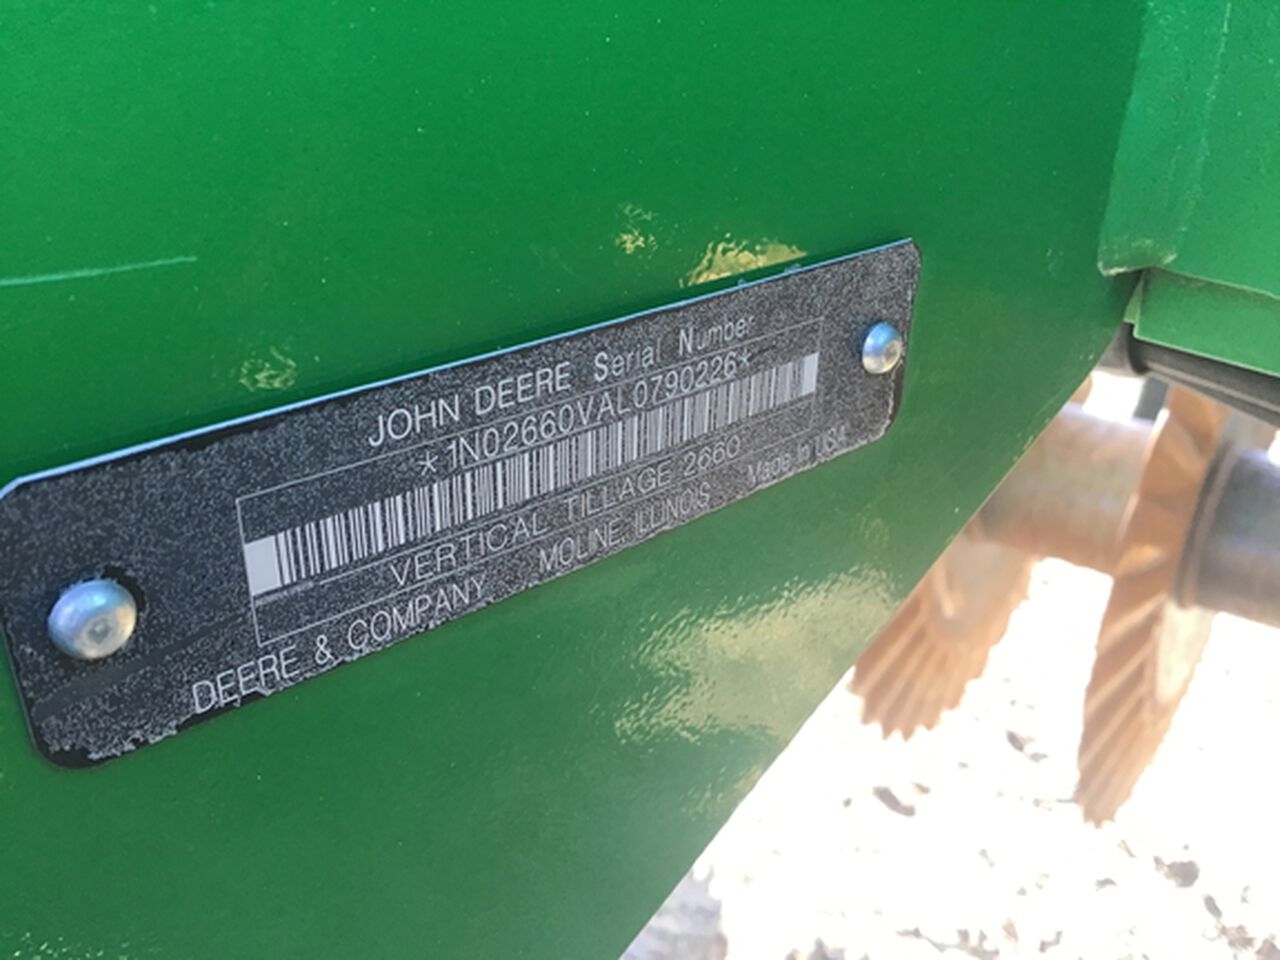 JOHN DEERE Serial Number
*1N02660VAL0790226*
VERTICAL TILLAGE 2660
DEERE & COMPANY MOLINE, ILLINOIS Made in USA